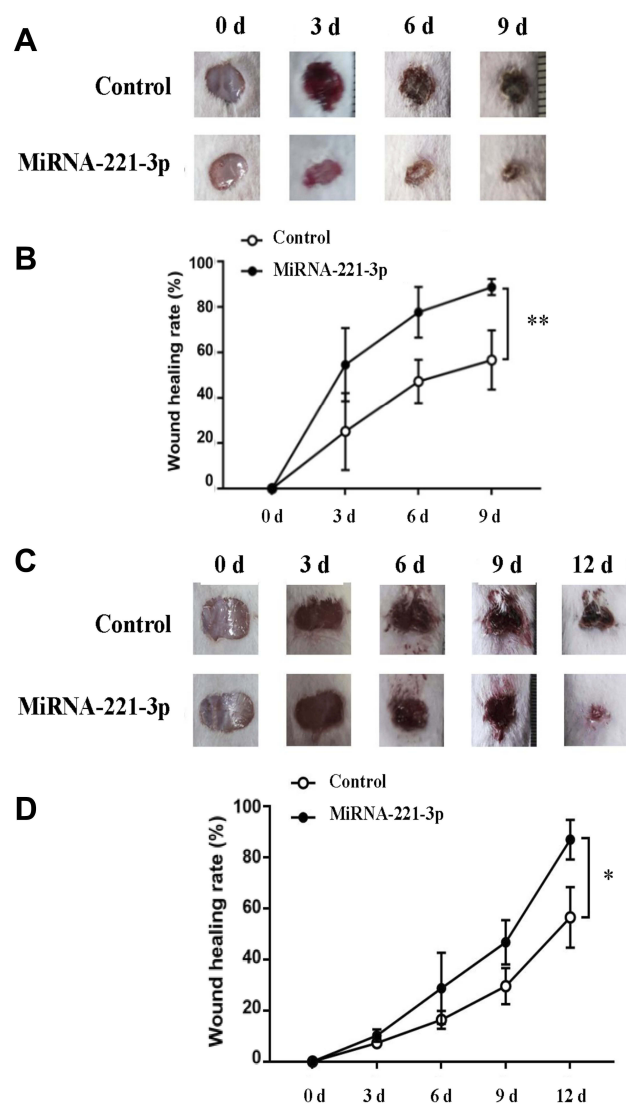 A
0 d 3 d 6 d 9 d
Control
MiRNA-221-3p
B
Control
MiRNA-221-3p
Wound healing rate (%)
100
80
60
40
20
0
**
0 d 3 d 6 d 9 d
C
0 d 3 d 6 d 9 d 12 d
Control
MiRNA-221-3p
D
Control
MiRNA-221-3p
Wound healing rate (%)
100
80
60
40
20
0
*
0 d 3 d 6 d 9 d 12 d